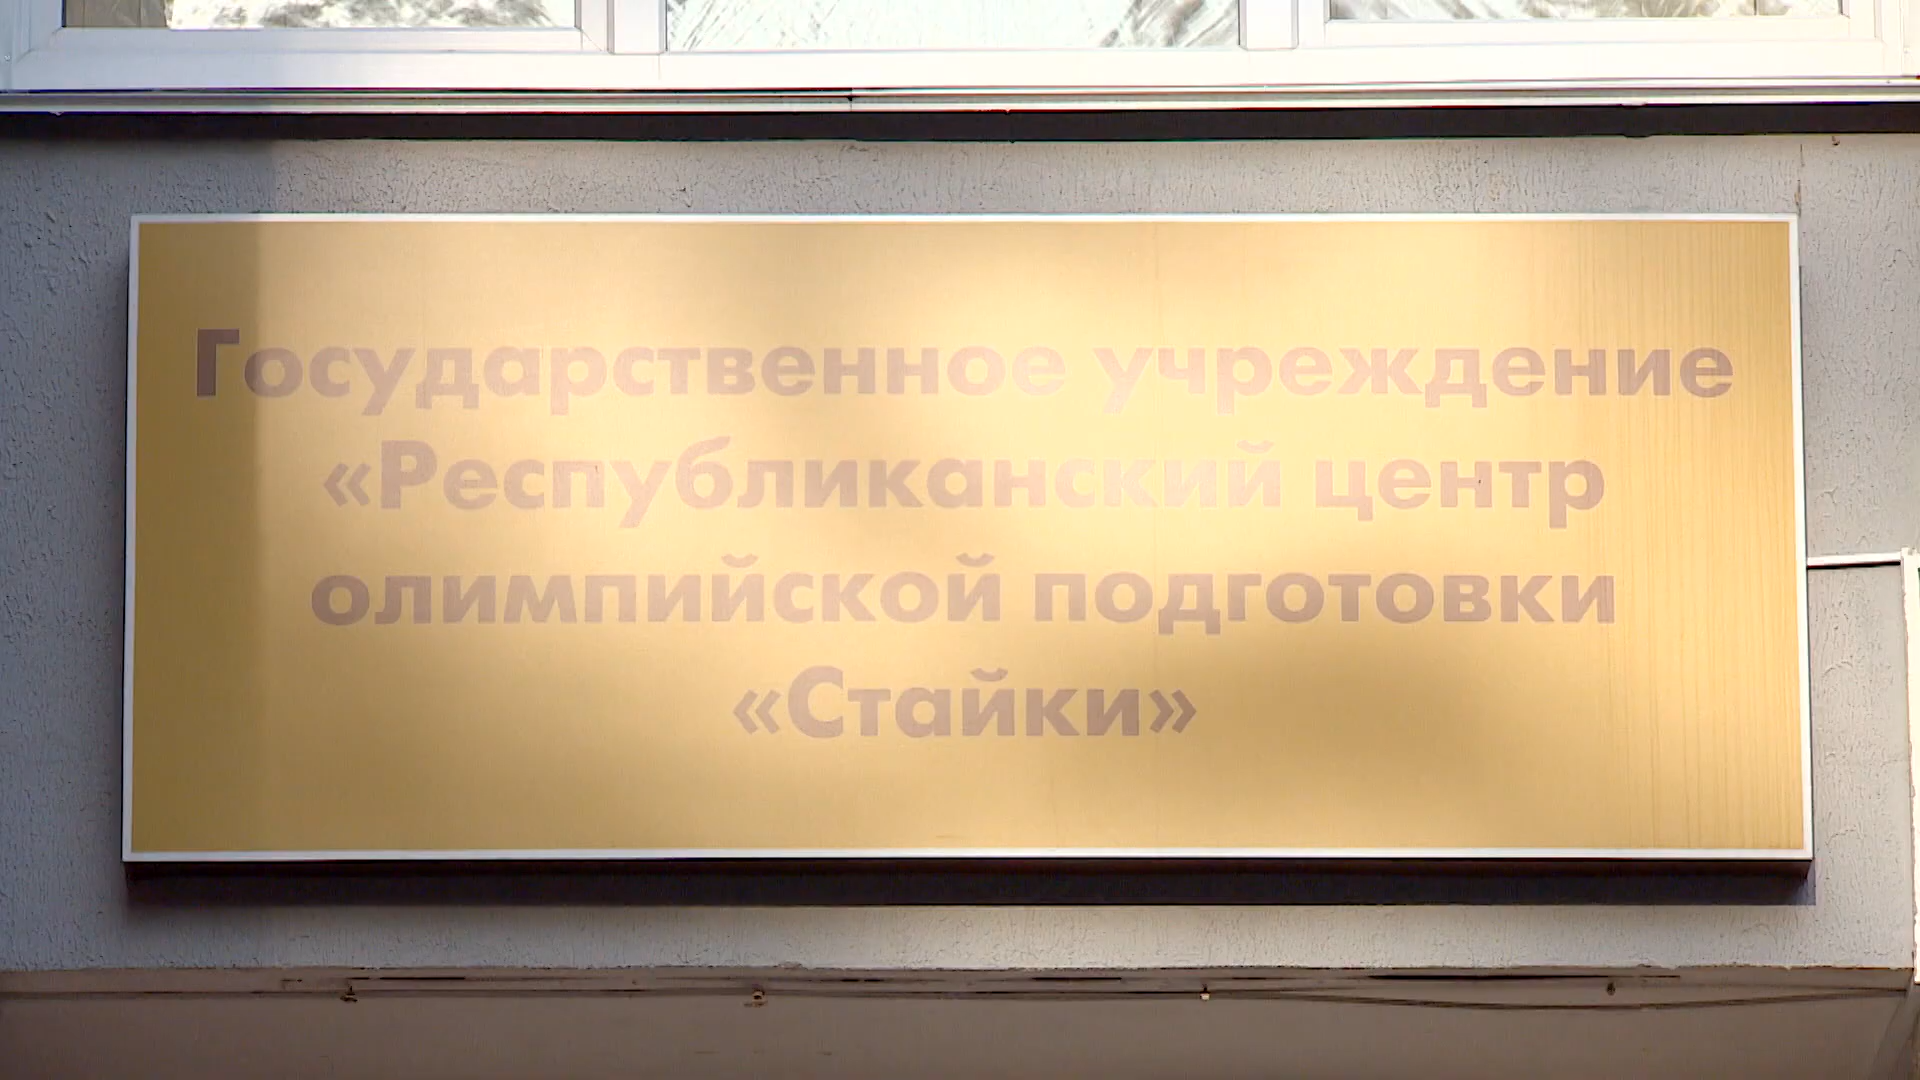 Государственное учреждение
«Республиканский центр
олимпийской подготовки
«Стайки»